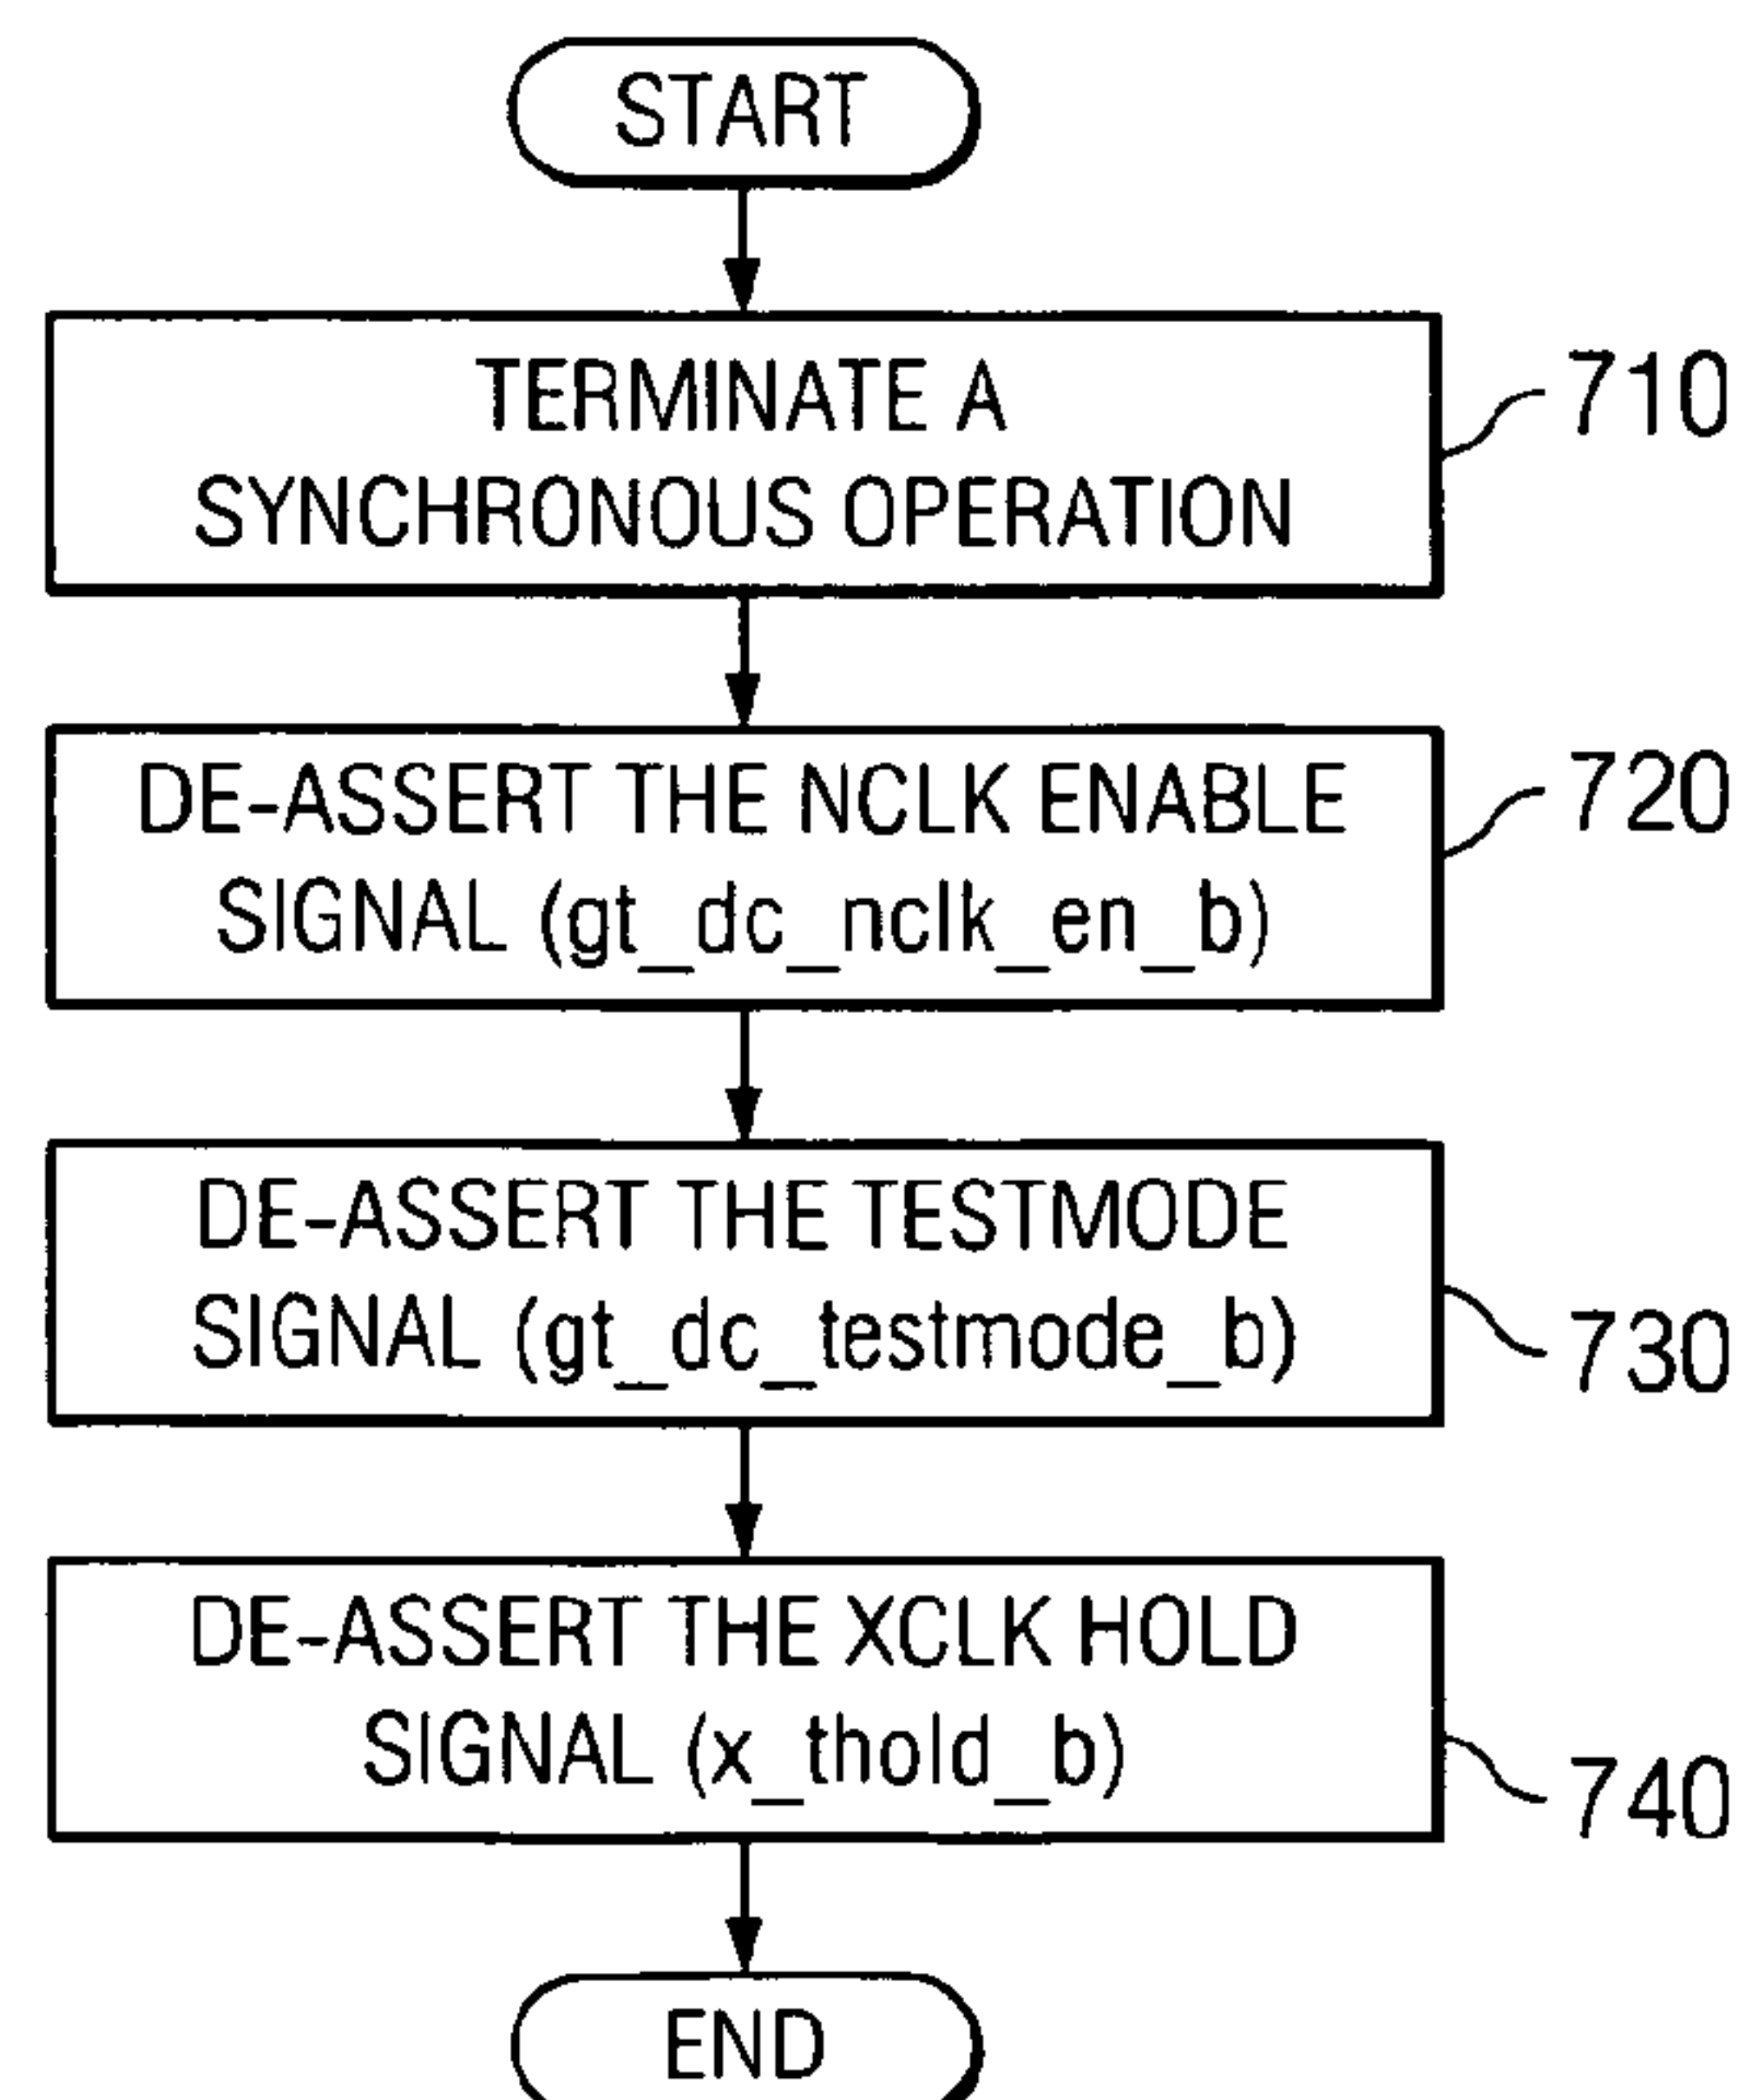 START
TERMINATE A
SYNCHRONOUS OPERATION
710
DE-ASSERT THE NCLK ENABLE
SIGNAL (gt_dc_nclk_en_b)
720
DE-ASSERT THE TESTMODE
SIGNAL (gt_dc_testmode_b)
730
DE-ASSERT THE XCLK HOLD
SIGNAL (x_thold_b)
740
END